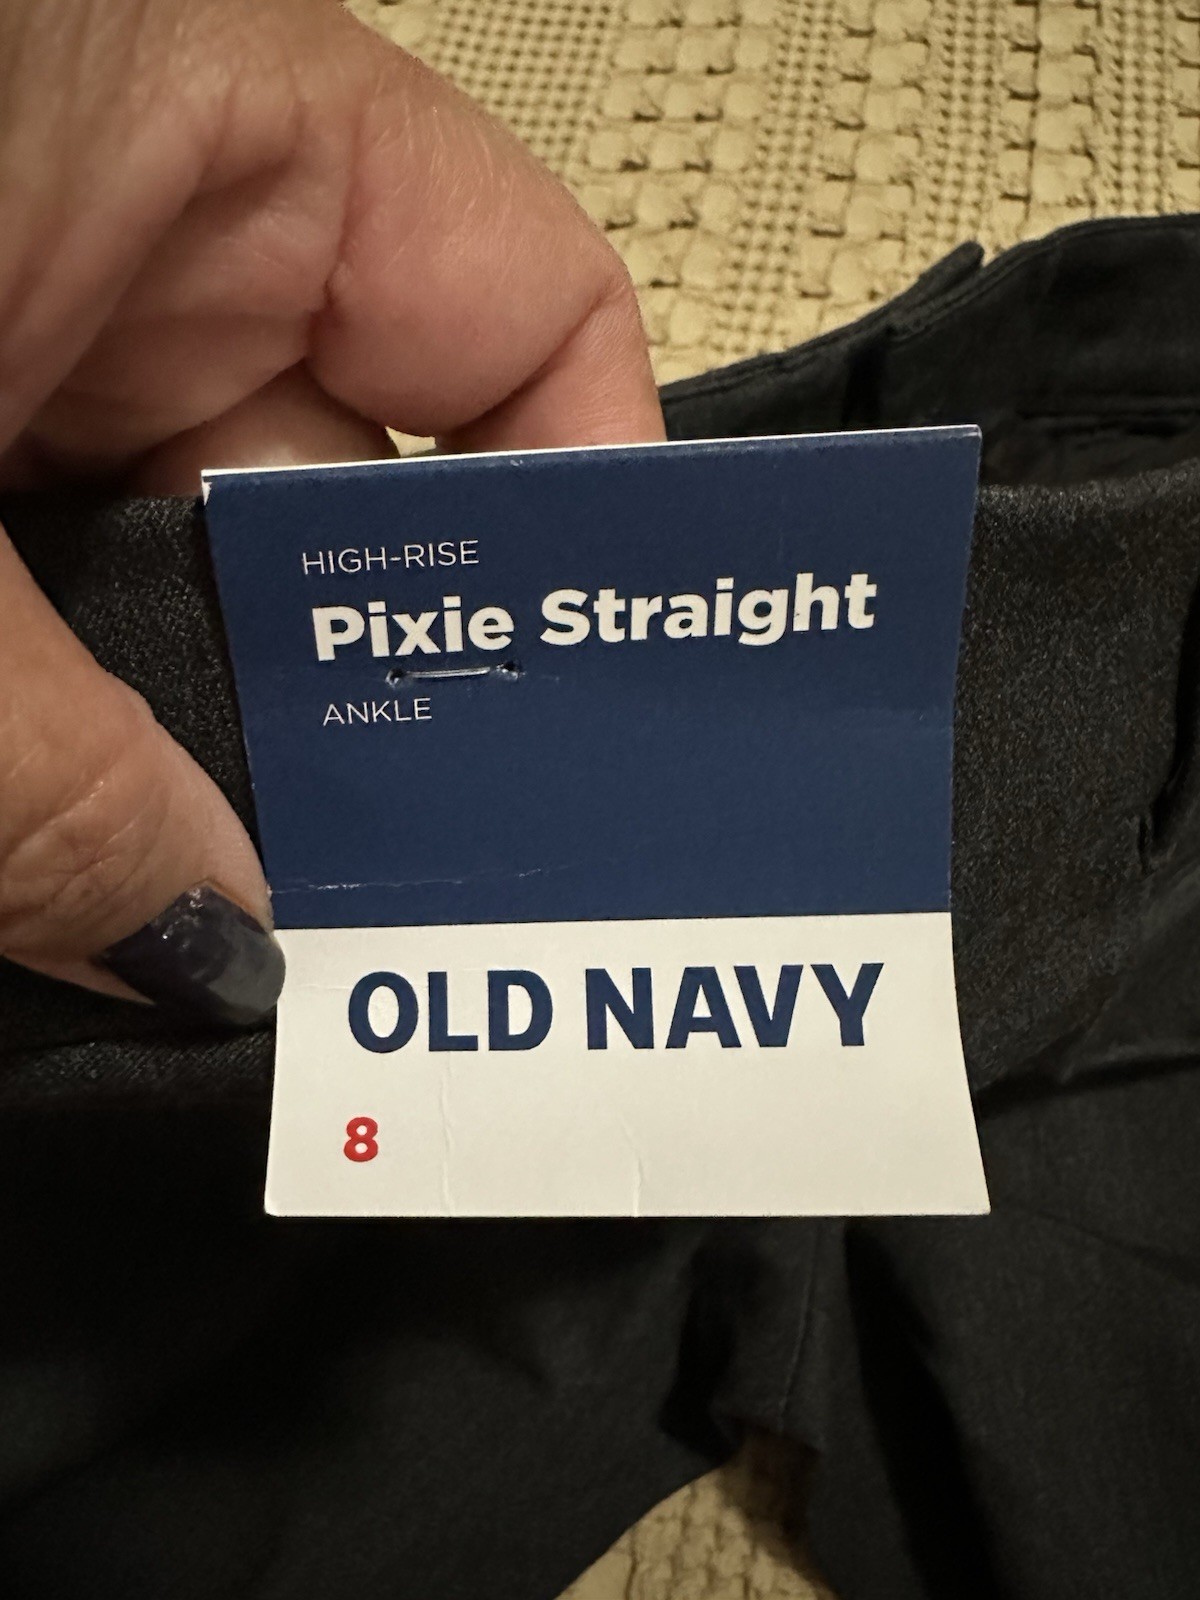 HIGH-RISE
Pixie Straight
ANKLE
OLD NAVY
8